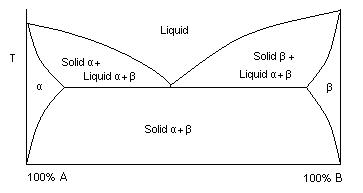 Liquid
T
Solid α+
Liquid α+β
Solid β +
Liquid α+β
α
β
Solid α+β
100% A
100% B